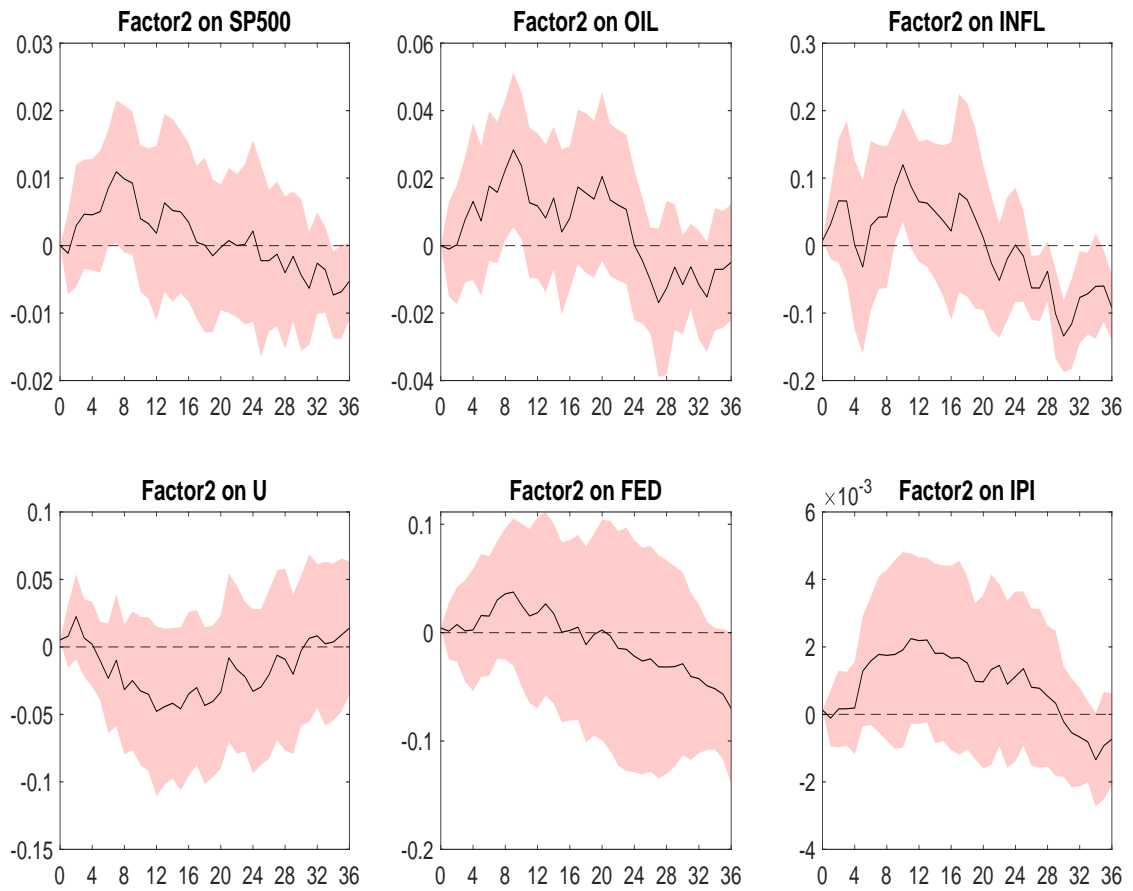 Factor2 on SP500
0.03
0.02
0.01
0
-0.01
-0.02
0 4 8 12 16 20 24 28 32 36
Factor2 on OIL
0.06
0.04
0.02
0
-0.02
-0.04
0 4 8 12 16 20 24 28 32 36
Factor2 on INFL
0.3
0.2
0.1
0
-0.1
-0.2
0 4 8 12 16 20 24 28 32 36
Factor2 on U
0.1
0.05
0
-0.05
-0.1
-0.15
0 4 8 12 16 20 24 28 32 36
Factor2 on FED
0.1
0
-0.1
-0.2
0 4 8 12 16 20 24 28 32 36
Factor2 on IPI
×10⁻³
6
4
2
0
-2
-4
0 4 8 12 16 20 24 28 32 36